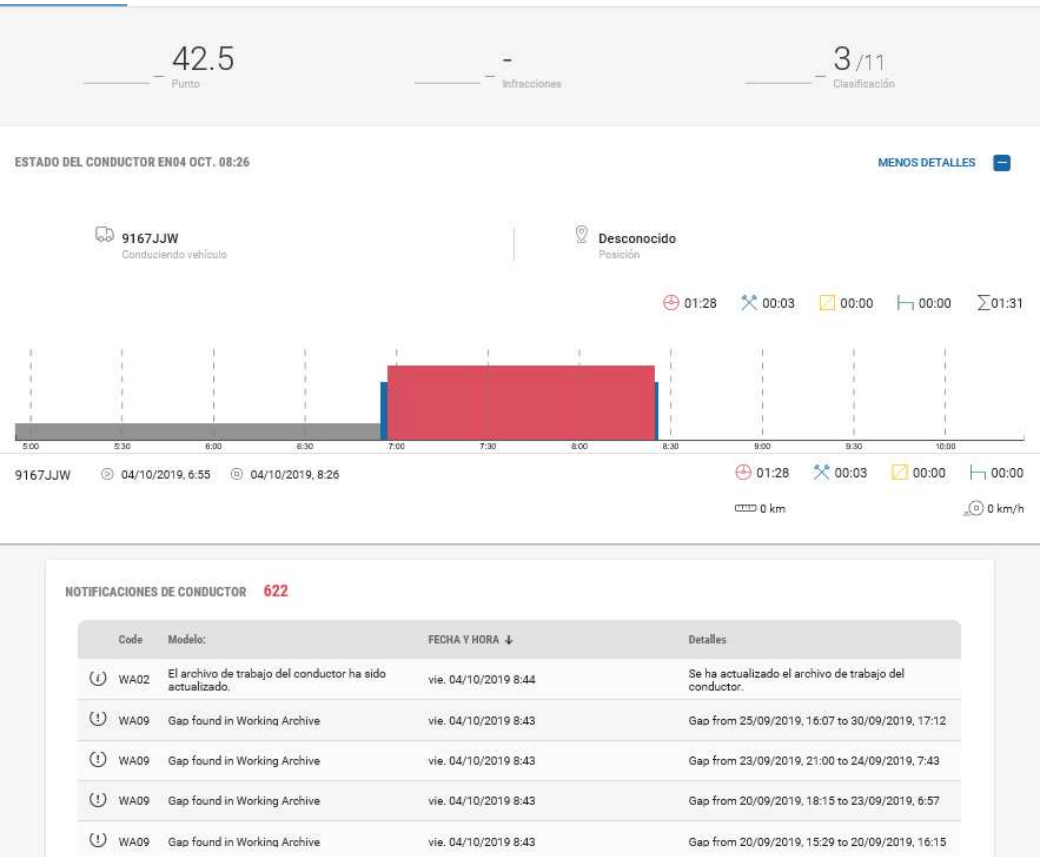 42.5
Punto
-
Infracciones
3 /11
Clasificación
ESTADO DEL CONDUCTOR EN04 OCT. 08:26
MENOS DETALLES
9167JJW
Conduciendo vehículo
Desconocido
Posición
01:28 00:03 00:00 00:00 ∑01:31
5:00 5:30 6:00 6:30 7:00 7:30 8:00 8:30 9:00 9:30 10:00
9167JJW 04/10/2019, 6:55 04/10/2019, 8:26 01:28 00:03 00:00 00:00
0 km 0 km/h
NOTIFICACIONES DE CONDUCTOR 622
Code Modelo: FECHA Y HORA ↓ Detalles
WA02 El archivo de trabajo del conductor ha sido actualizado. vie. 04/10/2019 8:44 Se ha actualizado el archivo de trabajo del conductor.
WA09 Gap found in Working Archive vie. 04/10/2019 8:43 Gap from 25/09/2019, 16:07 to 30/09/2019, 17:12
WA09 Gap found in Working Archive vie. 04/10/2019 8:43 Gap from 23/09/2019, 21:00 to 24/09/2019, 7:43
WA09 Gap found in Working Archive vie. 04/10/2019 8:43 Gap from 20/09/2019, 18:15 to 23/09/2019, 6:57
WA09 Gap found in Working Archive vie. 04/10/2019 8:43 Gap from 20/09/2019, 15:29 to 20/09/2019, 16:15